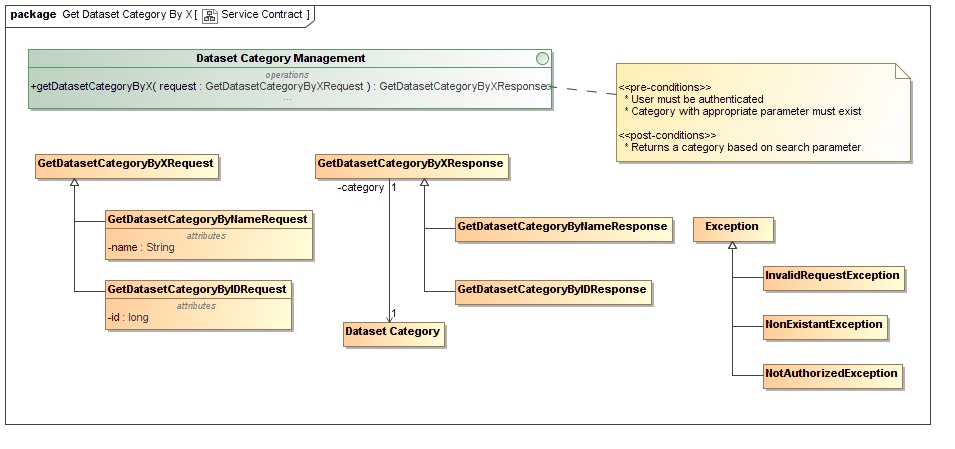 package Get Dataset Category By X [ Service Contract ]
Dataset Category Management
operations
+getDatasetCategoryByX( request : GetDatasetCategoryByXRequest ) : GetDatasetCategoryByXResponse
...
<<pre-conditions>>
* User must be authenticated
* Category with appropriate parameter must exist
<<post-conditions>>
* Returns a category based on search parameter
GetDatasetCategoryByXRequest
GetDatasetCategoryByXResponse
-category 1
GetDatasetCategoryByNameRequest
attributes
-name : String
GetDatasetCategoryByNameResponse
Exception
GetDatasetCategoryByIDRequest
attributes
-id : long
GetDatasetCategoryByIDResponse
InvalidRequestException
1
Dataset Category
NonExistantException
NotAuthorizedException